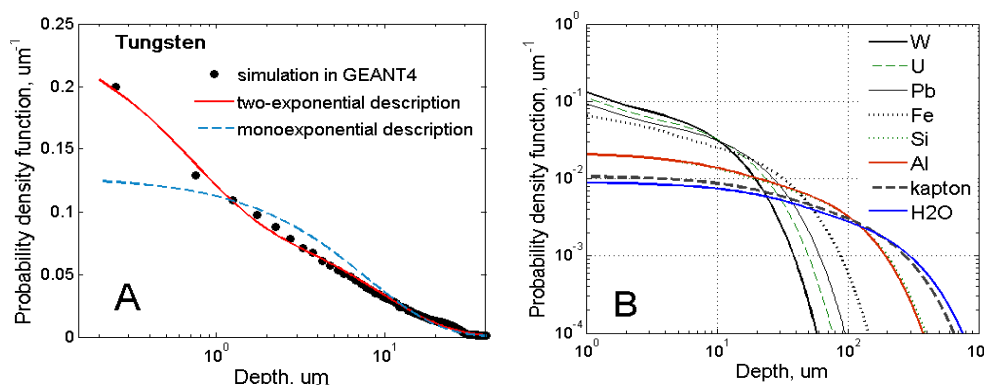 Tungsten
simulation in GEANT4
two-exponential description
monoexponential description
A
Probability density function, um-1
0.25
0.2
0.15
0.1
0.05
0
10^0
10^1
Depth, um
W
U
Pb
Fe
Si
Al
kapton
H2O
B
Probability density function, um-1
10^0
10^-1
10^-2
10^-3
10^-4
10^0
10^1
10^2
10^3
Depth, um